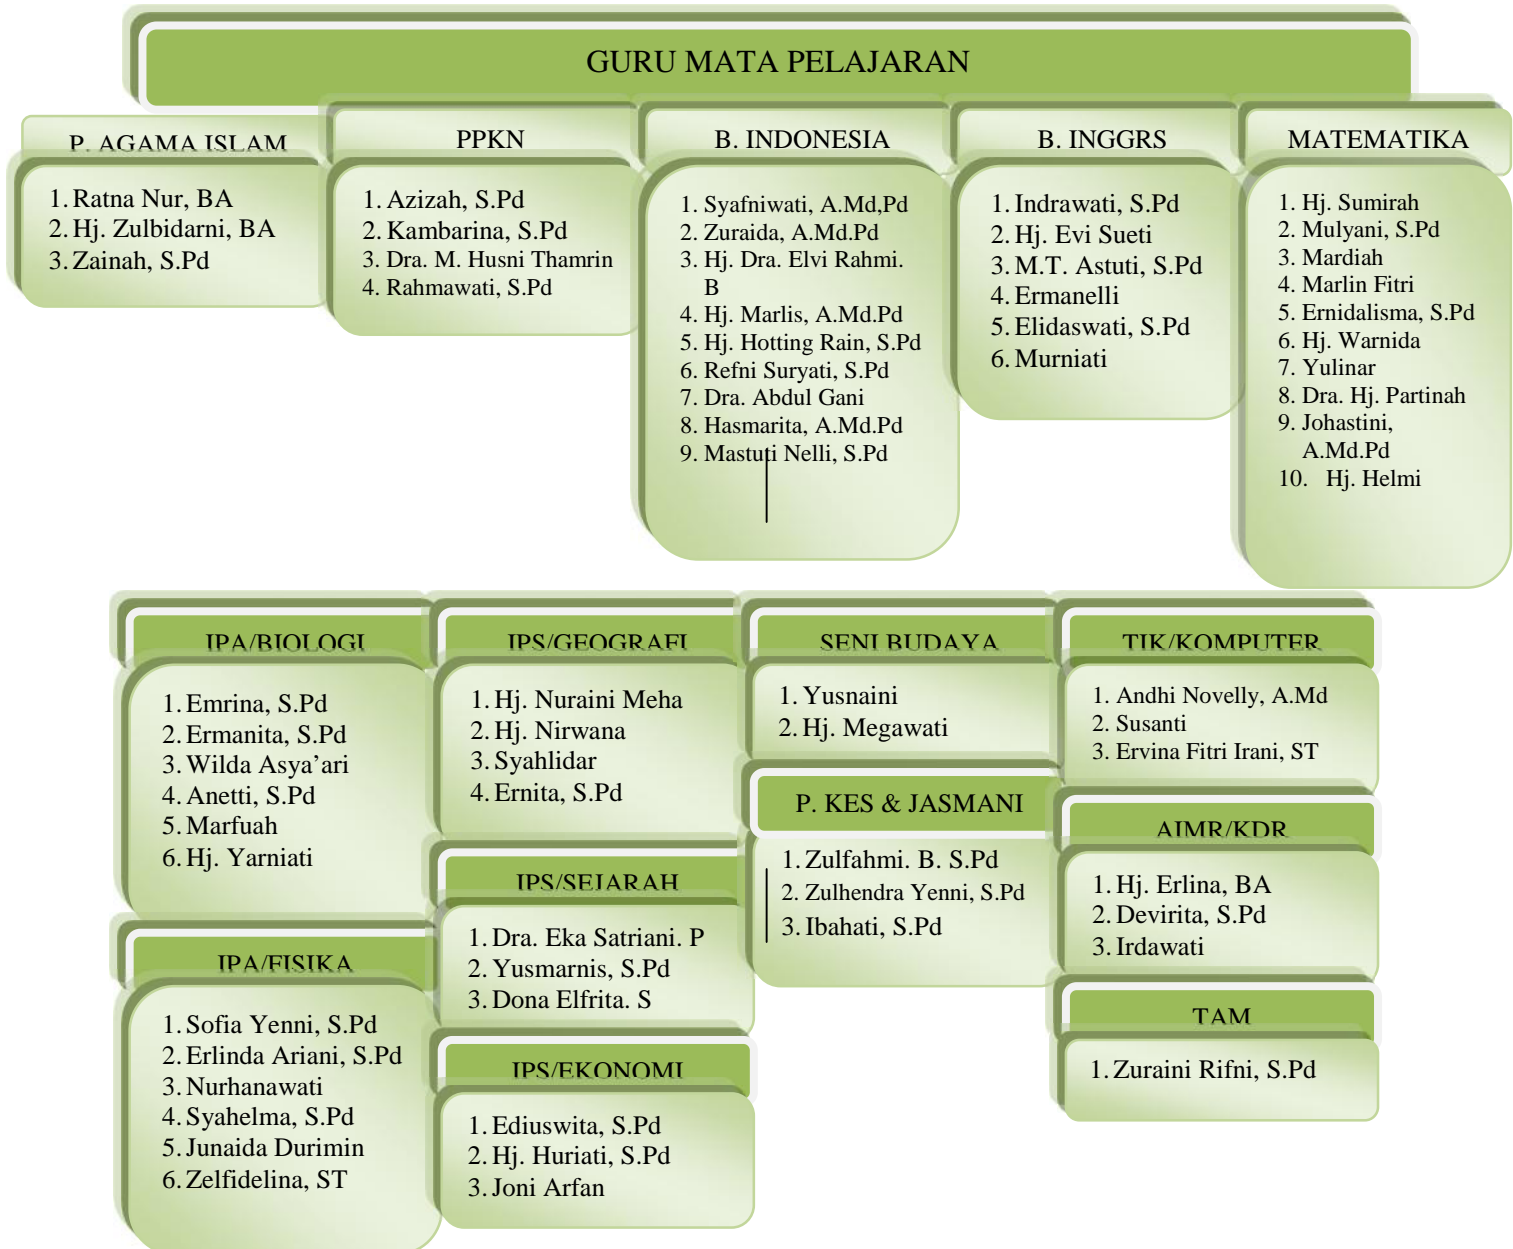 GURU MATA PELAJARAN
P. AGAMA ISLAM
1. Ratna Nur, BA
2. Hj. Zulbidarni, BA
3. Zainah, S.Pd
PPKN
1. Azizah, S.Pd
2. Kambarina, S.Pd
3. Dra. M. Husni Thamrin
4. Rahmawati, S.Pd
B. INDONESIA
1. Syafniwati, A.Md,Pd
2. Zuraida, A.Md.Pd
3. Hj. Dra. Elvi Rahmi.
B
4. Hj. Marlis, A.Md.Pd
5. Hj. Hotting Rain, S.Pd
6. Refni Suryati, S.Pd
7. Dra. Abdul Gani
8. Hasmarita, A.Md.Pd
9. Mastuti Nelli, S.Pd
B. INGGRS
1. Indrawati, S.Pd
2. Hj. Evi Sueti
3. M.T. Astuti, S.Pd
4. Ermanelli
5. Elidaswati, S.Pd
6. Murniati
MATEMATIKA
1. Hj. Sumirah
2. Mulyani, S.Pd
3. Mardiah
4. Marlin Fitri
5. Ernidalisma, S.Pd
6. Hj. Warnida
7. Yulinar
8. Dra. Hj. Partinah
9. Johastini,
A.Md.Pd
10. Hj. Helmi
IPA/BIOLOGI
1. Emrina, S.Pd
2. Ermanita, S.Pd
3. Wilda Asya’ari
4. Anetti, S.Pd
5. Marfuah
6. Hj. Yarniati
IPA/FISIKA
1. Sofia Yenni, S.Pd
2. Erlinda Ariani, S.Pd
3. Nurhanawati
4. Syahelma, S.Pd
5. Junaida Durimin
6. Zelfidelina, ST
IPS/GEOGRAFI
1. Hj. Nuraini Meha
2. Hj. Nirwana
3. Syahlidar
4. Ernita, S.Pd
IPS/SEJARAH
1. Dra. Eka Satriani. P
2. Yusmarnis, S.Pd
3. Dona Elfrita. S
IPS/EKONOMI
1. Ediuswita, S.Pd
2. Hj. Huriati, S.Pd
3. Joni Arfan
SENI BUDAYA
1. Yusnaini
2. Hj. Megawati
P. KES & JASMANI
1. Zulfahmi. B. S.Pd
2. Zulhendra Yenni, S.Pd
3. Ibahati, S.Pd
TIK/KOMPUTER
1. Andhi Novelly, A.Md
2. Susanti
3. Ervina Fitri Irani, ST
AIMR/KDR
1. Hj. Erlina, BA
2. Devirita, S.Pd
3. Irdawati
TAM
1. Zuraini Rifni, S.Pd